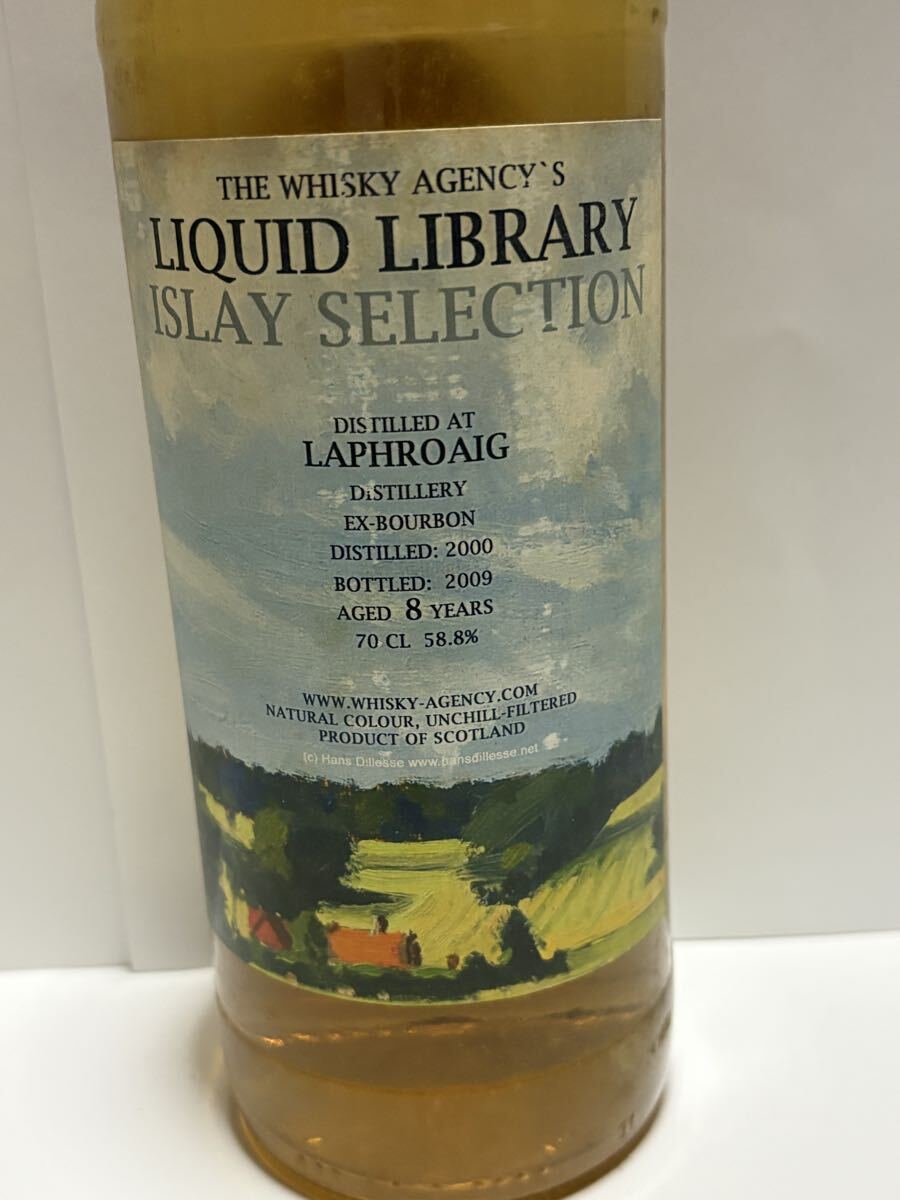 THE WHISKY AGENCY`S
LIQUID LIBRARY
ISLAY SELECTION
DISTILLED AT
LAPHROAIG
DISTILLERY
EX-BOURBON
DISTILLED: 2000
BOTTLED: 2009
AGED 8 YEARS
70 CL 58.8%
WWW.WHISKY-AGENCY.COM
NATURAL COLOUR, UNCHILL-FILTERED
PRODUCT OF SCOTLAND
(c) Hans Dillesse www.hansdillesse.net